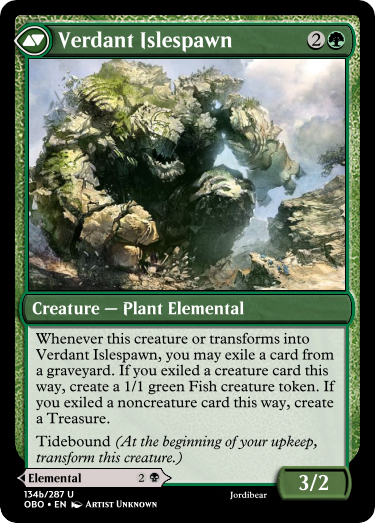 Verdant Islespawn 2
Creature — Plant Elemental
Whenever this creature or transforms into
Verdant Islespawn, you may exile a card from
a graveyard. If you exiled a creature card this
way, create a 1/1 green Fish creature token. If
you exiled a noncreature card this way, create
a Treasure.
Tidebound (At the beginning of your upkeep,
transform this creature.)
Elemental 2
3/2
134b/287 U
OBO • EN Artist Unknown
Jordibear